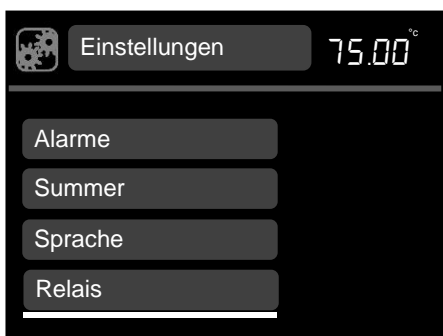 Einstellungen 75.00°c
Alarme
Summer
Sprache
Relais